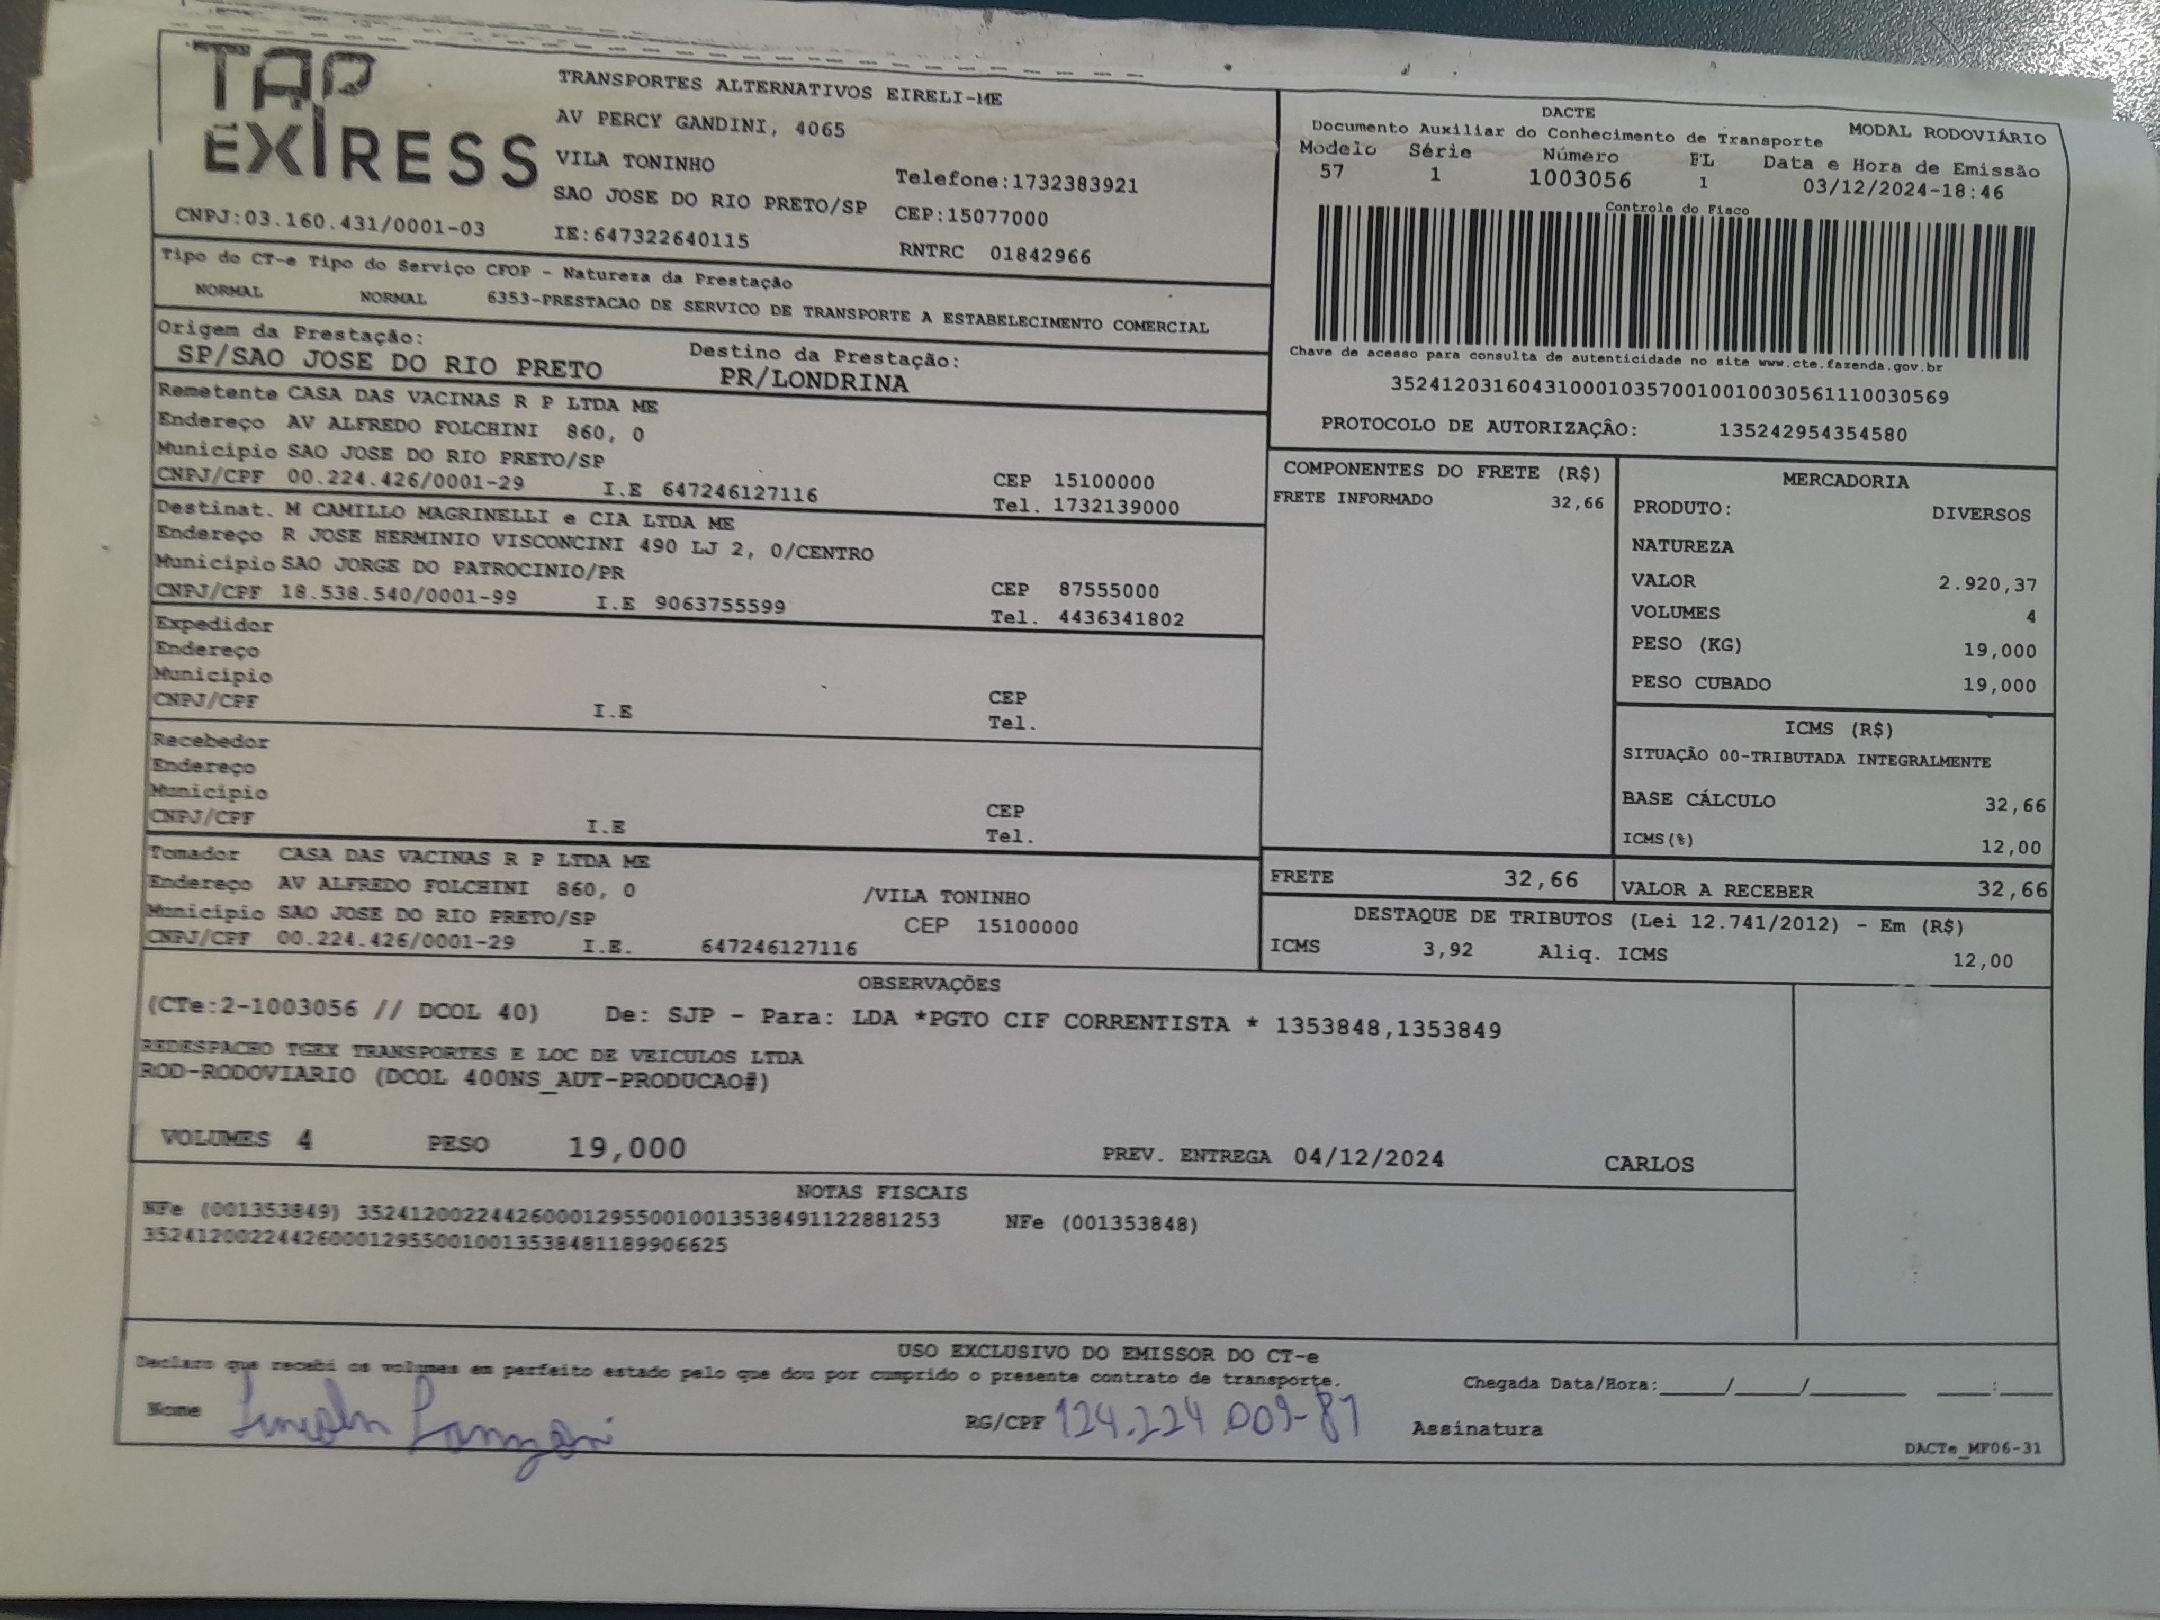 TAP
EXPRESS
TRANSPORTES ALTERNATIVOS EIRELI-ME
AV PERCY GANDINI, 4065
VILA TONINHO
Telefone:1732383921
SAO JOSE DO RIO PRETO/SP CEP:15077000
CNPJ:03.160.431/0001-03 IE:647322640115 RNTRC 01842966
DACTE MODAL RODOVIÁRIO
Documento Auxiliar do Conhecimento de Transporte
Modelo Série Número FL Data e Hora de Emissão
57 1 1003056 1 03/12/2024-18:46
Controle do Fisco
Chave de acesso para consulta de autenticidade no site www.cte.fazenda.gov.br
35241203160431000103570010010030561110030569
PROTOCOLO DE AUTORIZAÇÃO: 135242954354580
Tipo do CT-e Tipo do Serviço CFOP - Natureza da Prestação
NORMAL NORMAL 6353-PRESTACAO DE SERVICO DE TRANSPORTE A ESTABELECIMENTO COMERCIAL
Origem da Prestação: Destino da Prestação:
SP/SAO JOSE DO RIO PRETO PR/LONDRINA
Remetente CASA DAS VACINAS R P LTDA ME
Endereço AV ALFREDO FOLCHINI 860, 0
Município SAO JOSE DO RIO PRETO/SP CEP 15100000
CNPJ/CPF 00.224.426/0001-29 I.E 647246127116 Tel. 1732139000
Destinat. M CAMILLO MAGRINELLI e CIA LTDA ME
Endereço R JOSE HERMINIO VISCONCINI 490 LJ 2, 0/CENTRO
Município SAO JORGE DO PATROCINIO/PR CEP 87555000
CNPJ/CPF 18.538.540/0001-99 I.E 9063755599 Tel. 4436341802
Expedidor
Endereço
Município CEP
CNPJ/CPF I.E Tel.
Recebedor
Endereço
Município CEP
CNPJ/CPF I.E Tel.
Tomador CASA DAS VACINAS R P LTDA ME
Endereço AV ALFREDO FOLCHINI 860, 0 /VILA TONINHO
Município SAO JOSE DO RIO PRETO/SP CEP 15100000
CNPJ/CPF 00.224.426/0001-29 I.E. 647246127116
COMPONENTES DO FRETE (R$)
FRETE INFORMADO 32,66
MERCADORIA
PRODUTO: DIVERSOS
NATUREZA
VALOR 2.920,37
VOLUMES 4
PESO (KG) 19,000
PESO CUBADO 19,000
ICMS (R$)
SITUAÇÃO 00-TRIBUTADA INTEGRALMENTE
BASE CÁLCULO 32,66
ICMS(%) 12,00
FRETE 32,66 VALOR A RECEBER 32,66
DESTAQUE DE TRIBUTOS (Lei 12.741/2012) - Em (R$)
ICMS 3,92 Aliq. ICMS 12,00
OBSERVAÇÕES
(CTe:2-1003056 // DCOL 40) De: SJP - Para: LDA *PGTO CIF CORRENTISTA * 1353848,1353849
REDESPACHO TGEX TRANSPORTES E LOC DE VEICULOS LTDA
ROD-RODOVIARIO (DCOL 400NS_AUT-PRODUCAO#)
VOLUMES 4 PESO 19,000 PREV. ENTREGA 04/12/2024 CARLOS
NOTAS FISCAIS
NFe (001353849) 35241200224426000129550010013538491122881253 NFe (001353848)
35241200224426000129550010013538481189906625
USO EXCLUSIVO DO EMISSOR DO CT-e
Declaro que recebi os volumes em perfeito estado pelo que dou por cumprido o presente contrato de transporte. Chegada Data/Hora:____/____/______ ___:___
Nome Lincoln RG/CPF 124.224.009-81 Assinatura
DACTe_MF06-31